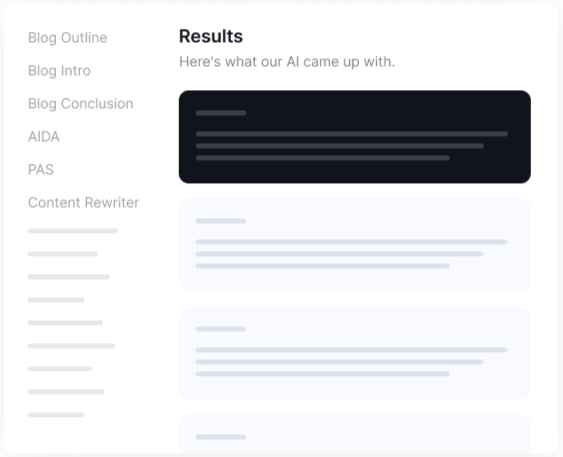 Blog Outline
Blog Intro
Blog Conclusion
AIDA
PAS
Content Rewriter
Results
Here's what our AI came up with.